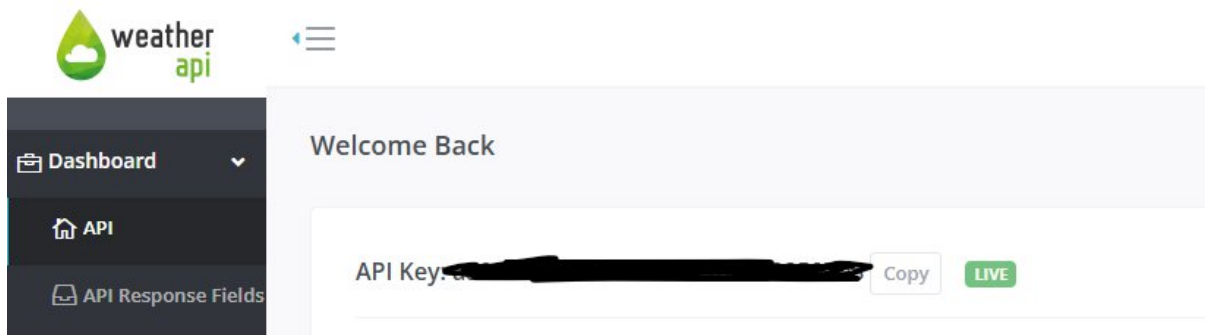 weather
api
Welcome Back
Dashboard
API
API Key:
Copy
LIVE
API Response Fields